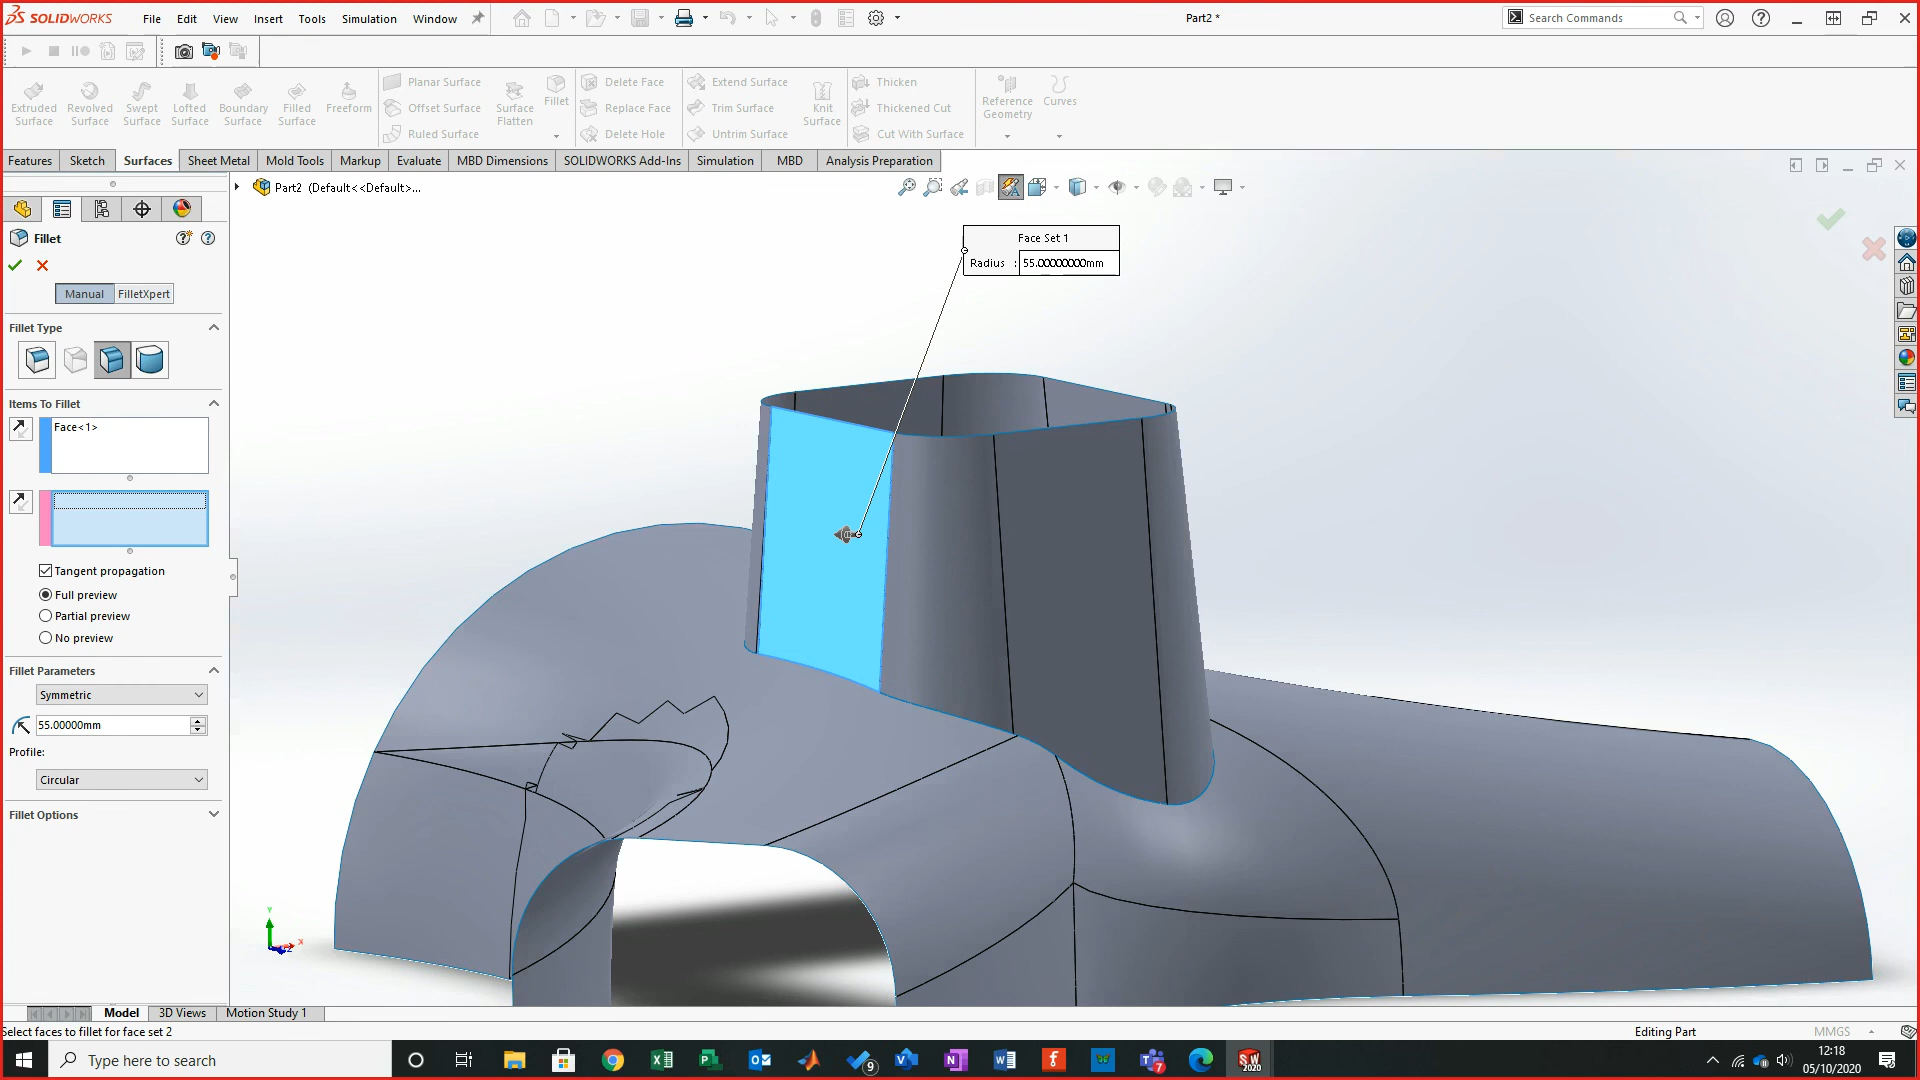 SOLIDWORKS File Edit View Insert Tools Simulation Window Part2 * Search Commands
Extruded Surface
Revolved Surface
Swept Surface
Lofted Surface
Boundary Surface
Filled Surface
Freeform
Planar Surface
Offset Surface
Ruled Surface
Surface Flatten
Fillet
Delete Face
Replace Face
Delete Hole
Extend Surface
Trim Surface
Untrim Surface
Knit Surface
Thicken
Thickened Cut
Cut With Surface
Reference Geometry
Curves
Features Sketch Surfaces Sheet Metal Mold Tools Markup Evaluate MBD Dimensions SOLIDWORKS Add-Ins Simulation MBD Analysis Preparation
Part2 (Default<<Default>...
Fillet
Manual FilletXpert
Fillet Type
Items To Fillet
Face<1>
Tangent propagation
Full preview
Partial preview
No preview
Fillet Parameters
Symmetric
55.00000mm
Profile:
Circular
Fillet Options
Face Set 1
Radius : 55.00000000mm
Y
X
Z
Model 3D Views Motion Study 1
Select faces to fillet for face set 2
Editing Part
MMGS
Type here to search
9
7
SW
2020
12:18
05/10/2020